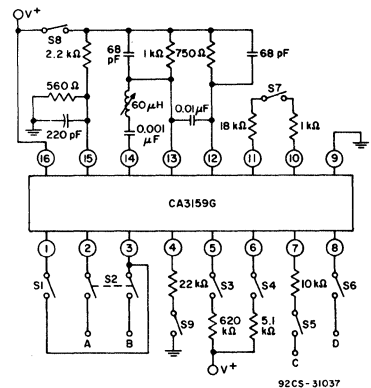 V+
S8
2.2 kΩ
68 pF
1 kΩ
750 Ω
68 pF
560 Ω
60 μH
S7
220 pF
0.001 μF
0.01 μF
18 kΩ
1 kΩ
16 15 14 13 12 11 10 9
CA3159G
1 2 3 4 5 6 7 8
S1
S2
22 kΩ
S3
S4
10 kΩ
S6
A
B
S9
620 kΩ
5.1 kΩ
S5
D
V+
C
92CS-31037